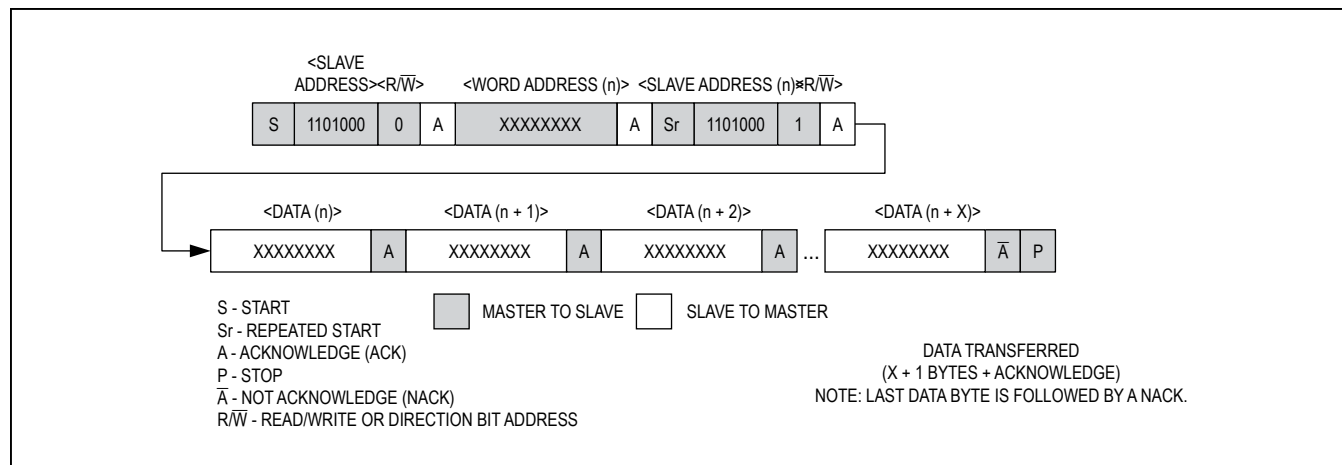 <SLAVE
ADDRESS><R/W̅> <WORD ADDRESS (n)> <SLAVE ADDRESS (n)><R/W̅>
S 1101000 0 A XXXXXXXX A Sr 1101000 1 A
<DATA (n)> <DATA (n + 1)> <DATA (n + 2)> <DATA (n + X)>
XXXXXXXX A XXXXXXXX A XXXXXXXX A ... XXXXXXXX A̅ P
S - START
Sr - REPEATED START
A - ACKNOWLEDGE (ACK)
P - STOP
A̅ - NOT ACKNOWLEDGE (NACK)
R/W̅ - READ/WRITE OR DIRECTION BIT ADDRESS
MASTER TO SLAVE SLAVE TO MASTER
DATA TRANSFERRED
(X + 1 BYTES + ACKNOWLEDGE)
NOTE: LAST DATA BYTE IS FOLLOWED BY A NACK.